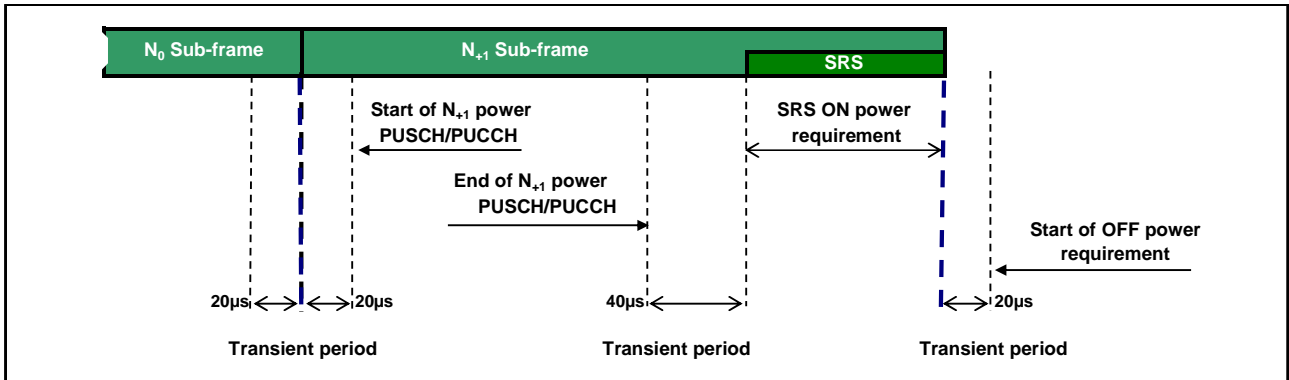 N₀ Sub-frame
N₊₁ Sub-frame
SRS
Start of N₊₁ power
PUSCH/PUCCH
SRS ON power
requirement
End of N₊₁ power
PUSCH/PUCCH
Start of OFF power
requirement
20µs
20µs
40µs
20µs
Transient period
Transient period
Transient period